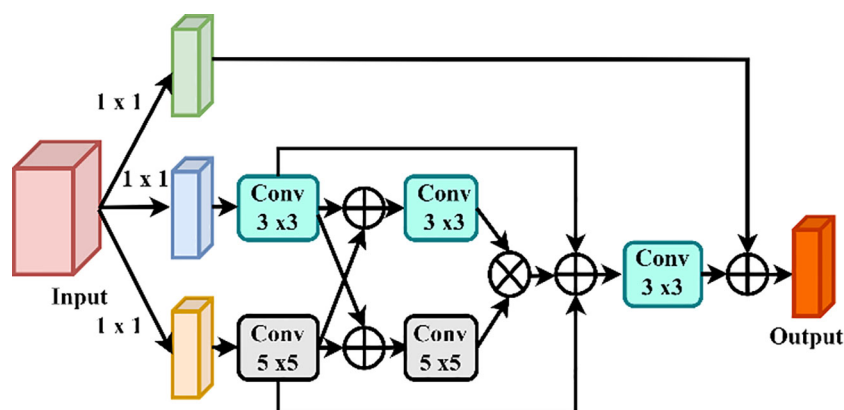 1 x 1
1 x 1
Conv
3 x3
Conv
3 x3
Conv
3 x3
Input
1 x 1
Conv
5 x5
Conv
5 x5
Output